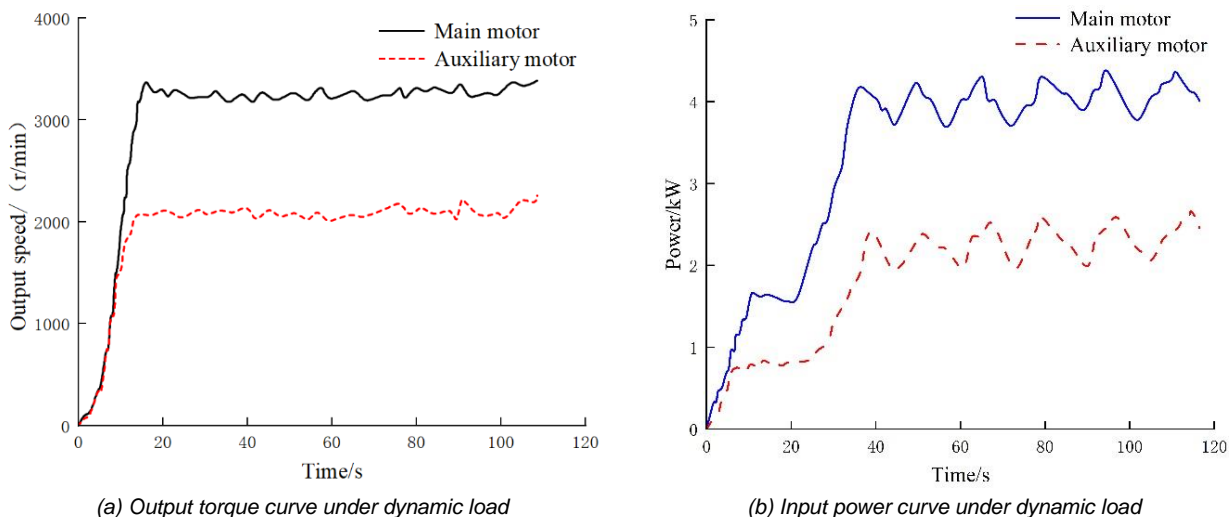 4000
3000
2000
1000
0
Output speed/（r/min）
Main motor
Auxiliary motor
0 20 40 60 80 100 120
Time/s
(a) Output torque curve under dynamic load
5
4
3
2
1
0
Power/kW
Main motor
Auxiliary motor
0 20 40 60 80 100 120
Time/s
(b) Input power curve under dynamic load